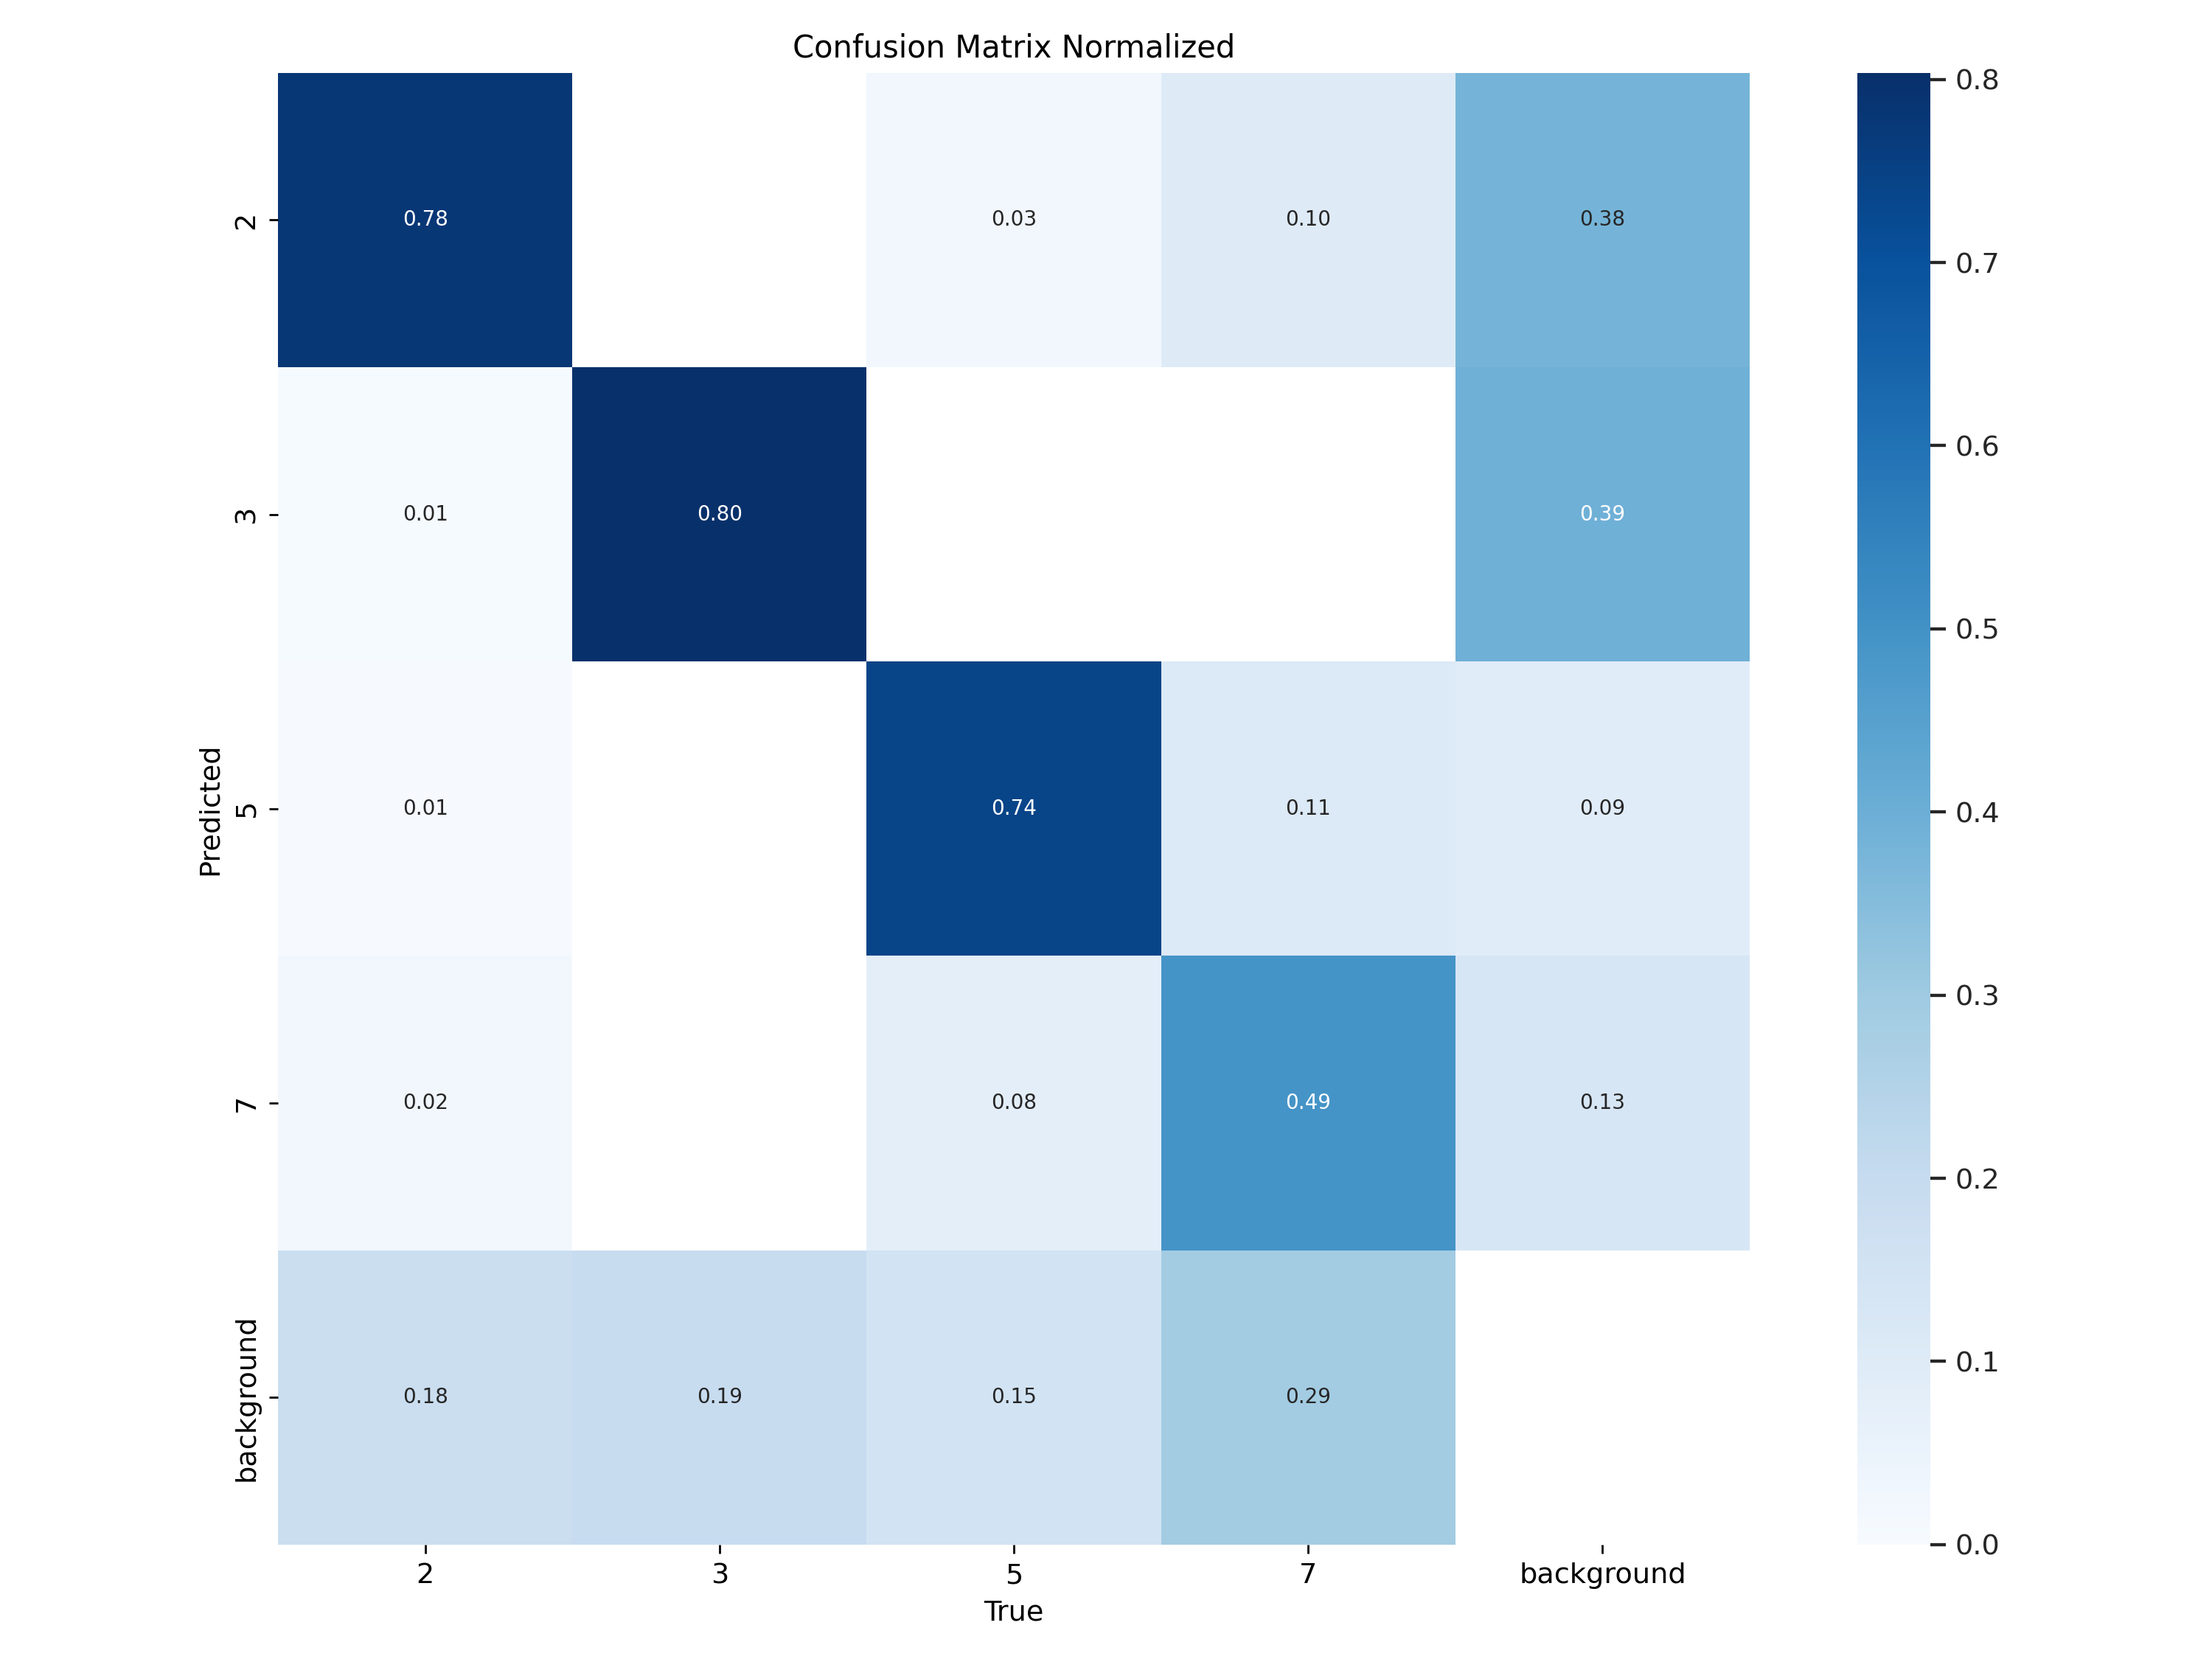 Confusion Matrix Normalized
2 0.78 0.03 0.10 0.38
3 0.01 0.80 0.39
5 0.01 0.74 0.11 0.09
7 0.02 0.08 0.49 0.13
background 0.18 0.19 0.15 0.29
2 3 5 7 background
True
Predicted
0.8
0.7
0.6
0.5
0.4
0.3
0.2
0.1
0.0